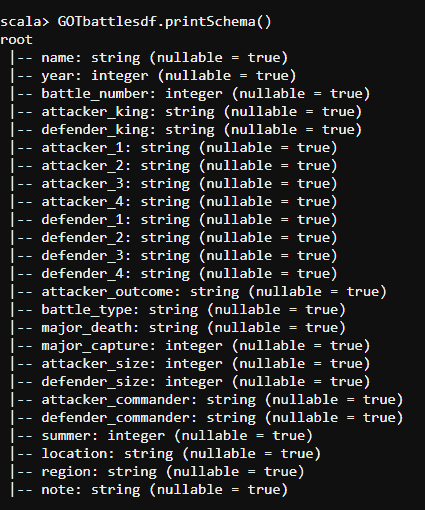 scala> GOTbattlesdf.printSchema()
root
 |-- name: string (nullable = true)
 |-- year: integer (nullable = true)
 |-- battle_number: integer (nullable = true)
 |-- attacker_king: string (nullable = true)
 |-- defender_king: string (nullable = true)
 |-- attacker_1: string (nullable = true)
 |-- attacker_2: string (nullable = true)
 |-- attacker_3: string (nullable = true)
 |-- attacker_4: string (nullable = true)
 |-- defender_1: string (nullable = true)
 |-- defender_2: string (nullable = true)
 |-- defender_3: string (nullable = true)
 |-- defender_4: string (nullable = true)
 |-- attacker_outcome: string (nullable = true)
 |-- battle_type: string (nullable = true)
 |-- major_death: string (nullable = true)
 |-- major_capture: integer (nullable = true)
 |-- attacker_size: integer (nullable = true)
 |-- defender_size: integer (nullable = true)
 |-- attacker_commander: string (nullable = true)
 |-- defender_commander: string (nullable = true)
 |-- summer: integer (nullable = true)
 |-- location: string (nullable = true)
 |-- region: string (nullable = true)
 |-- note: string (nullable = true)